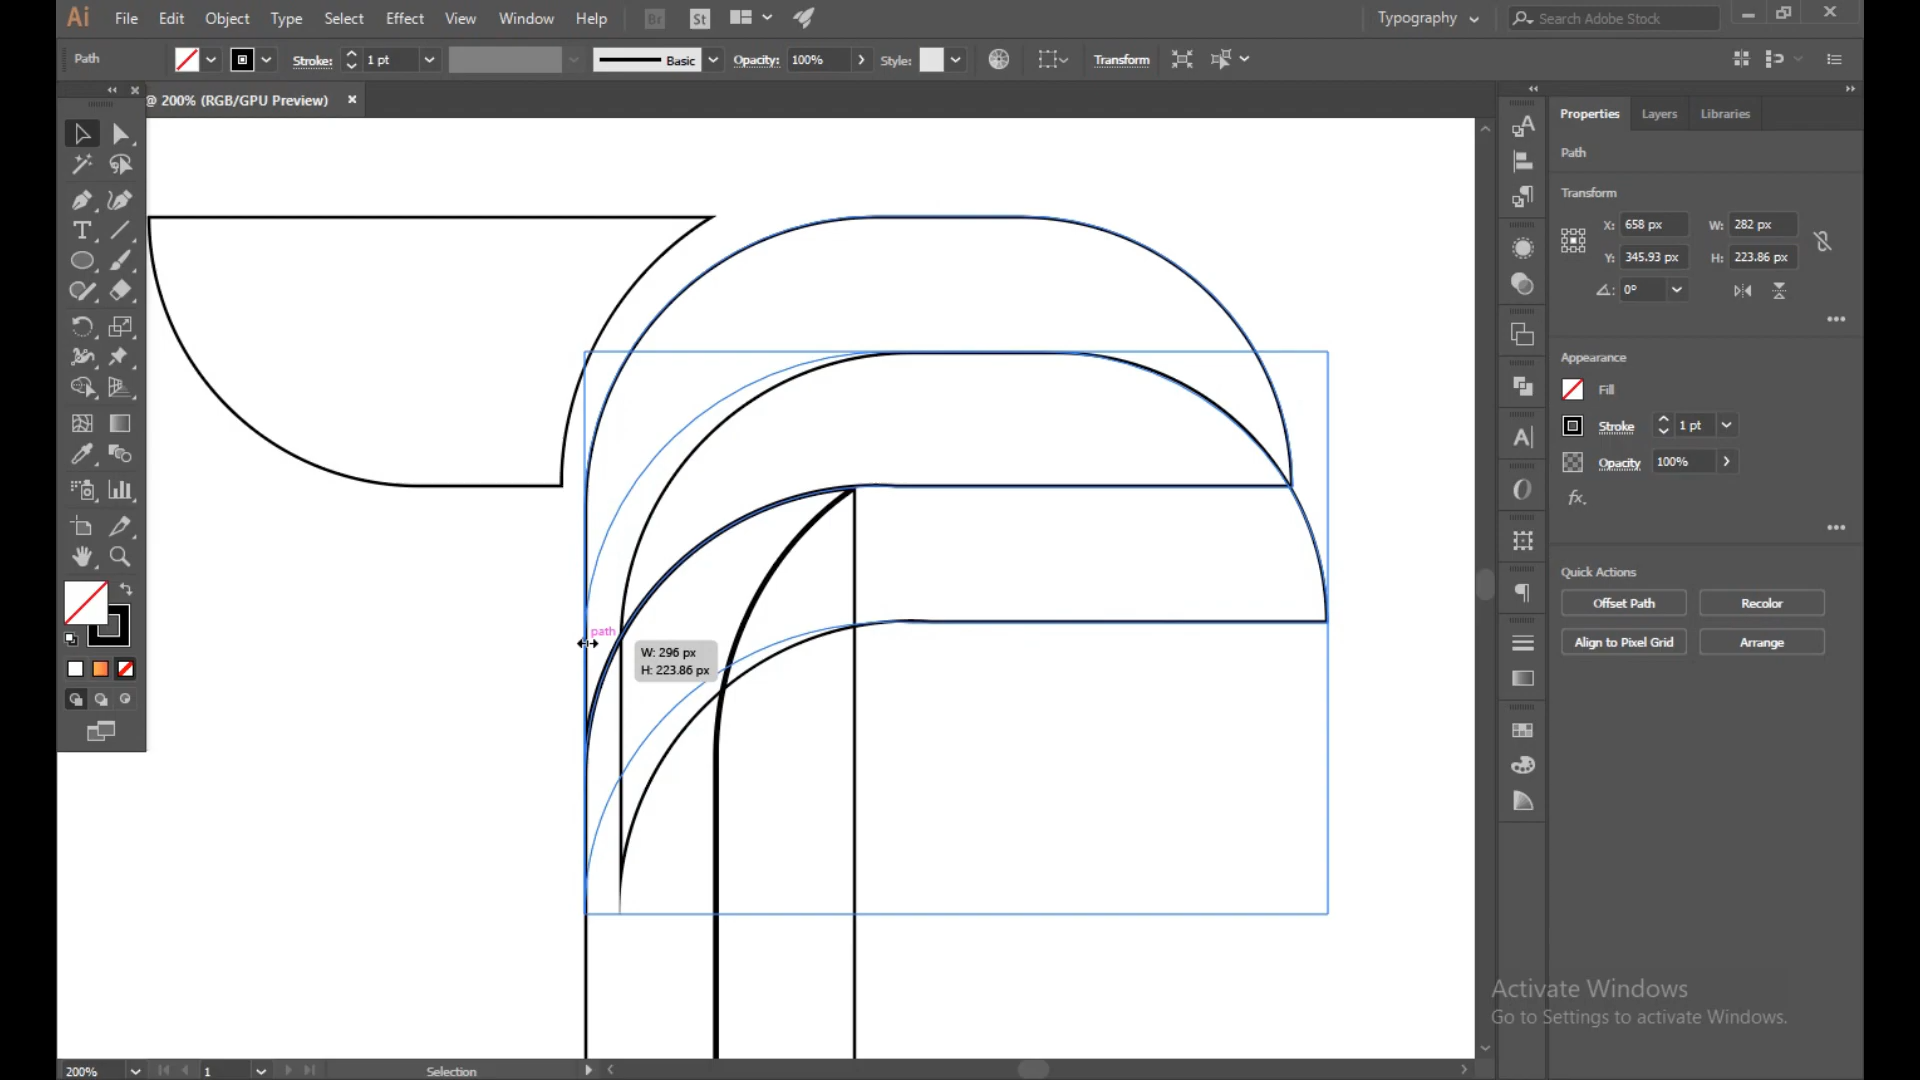 Ai File Edit Object Type Select Effect View Window Help Br St Typography Search Adobe Stock
Path Stroke: 1 pt Basic Opacity: 100% Style: Transform
@ 200% (RGB/GPU Preview)
Properties Layers Libraries
Path
Transform
X: 658 px W: 282 px
Y: 345.93 px H: 223.86 px
0°
Appearance
Fill
Stroke 1 pt
Opacity 100%
fx.
Quick Actions
Offset Path Recolor
Align to Pixel Grid Arrange
path
W: 296 px
H: 223.86 px
Activate Windows
Go to Settings to activate Windows.
200% 1 Selection